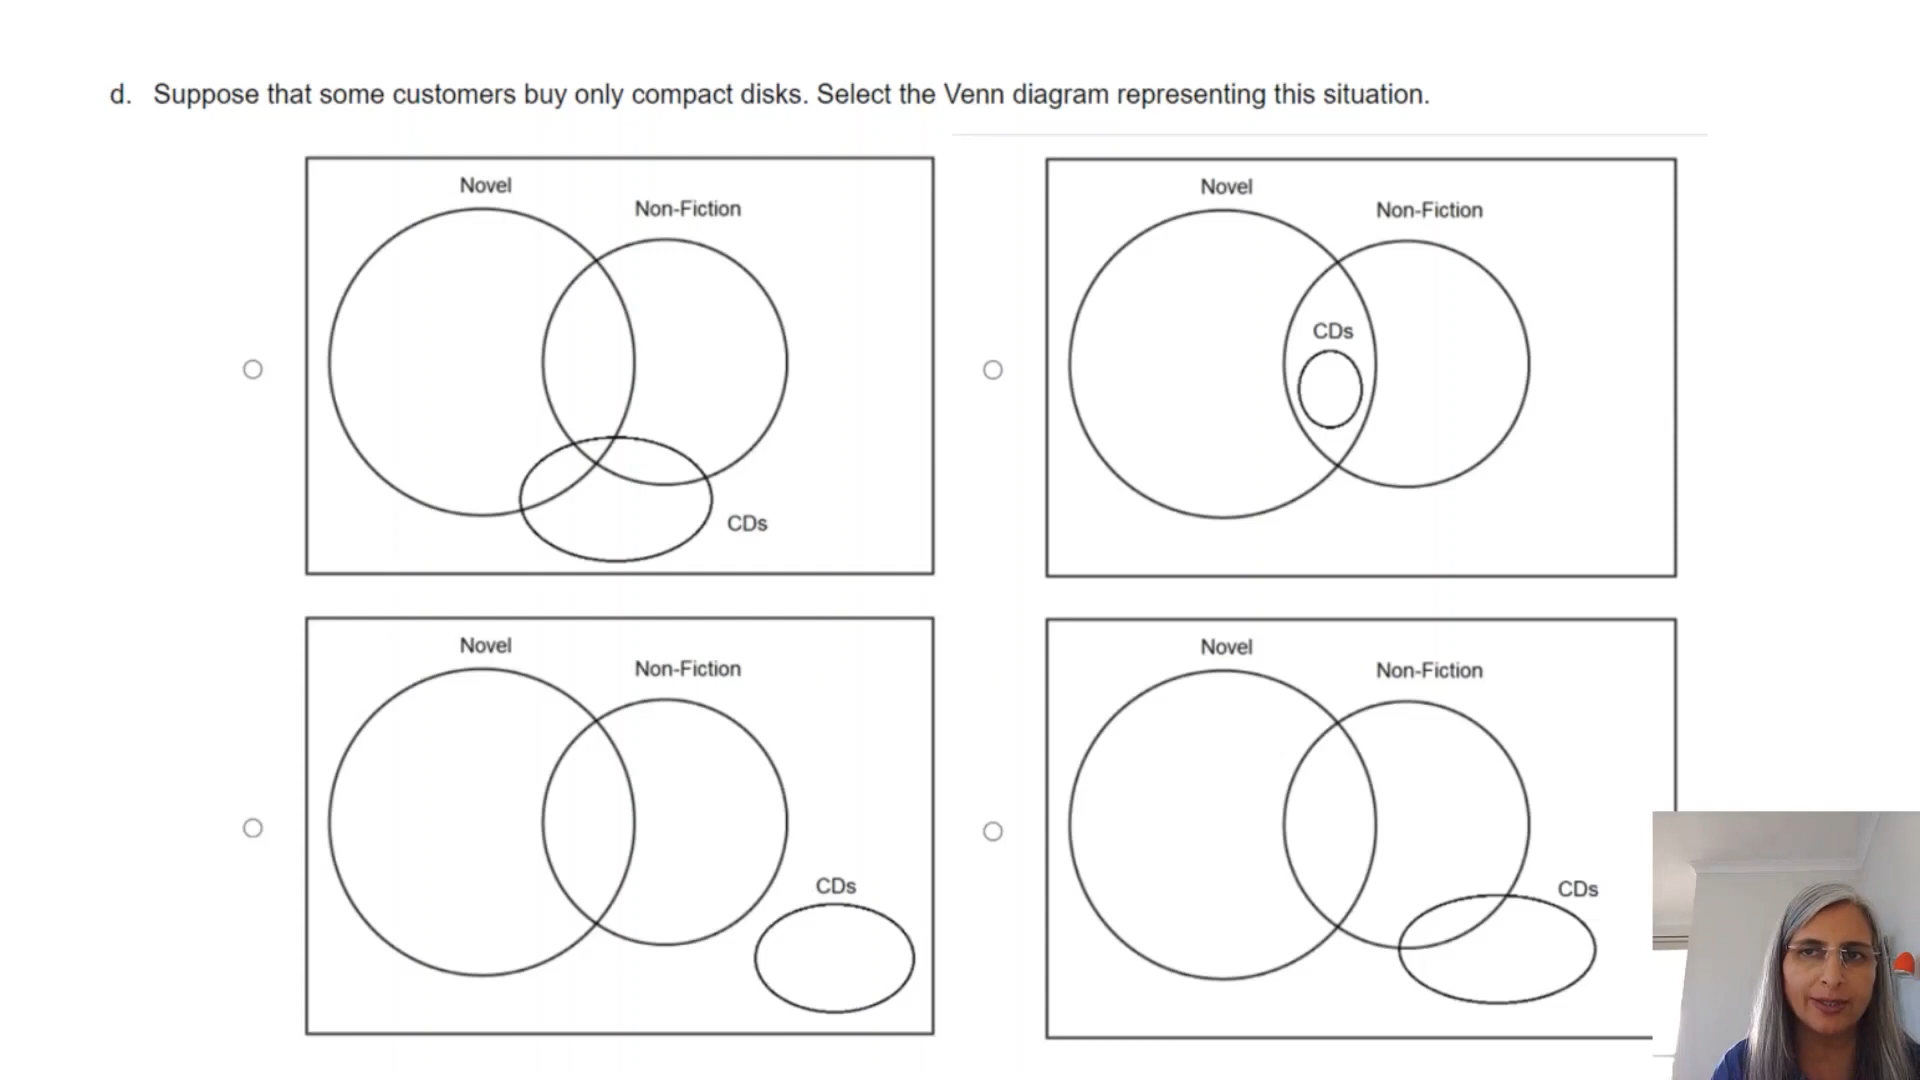 d. Suppose that some customers buy only compact disks. Select the Venn diagram representing this situation.
Novel
Non-Fiction
CDs
Novel
Non-Fiction
CDs
Novel
Non-Fiction
CDs
Novel
Non-Fiction
CDs